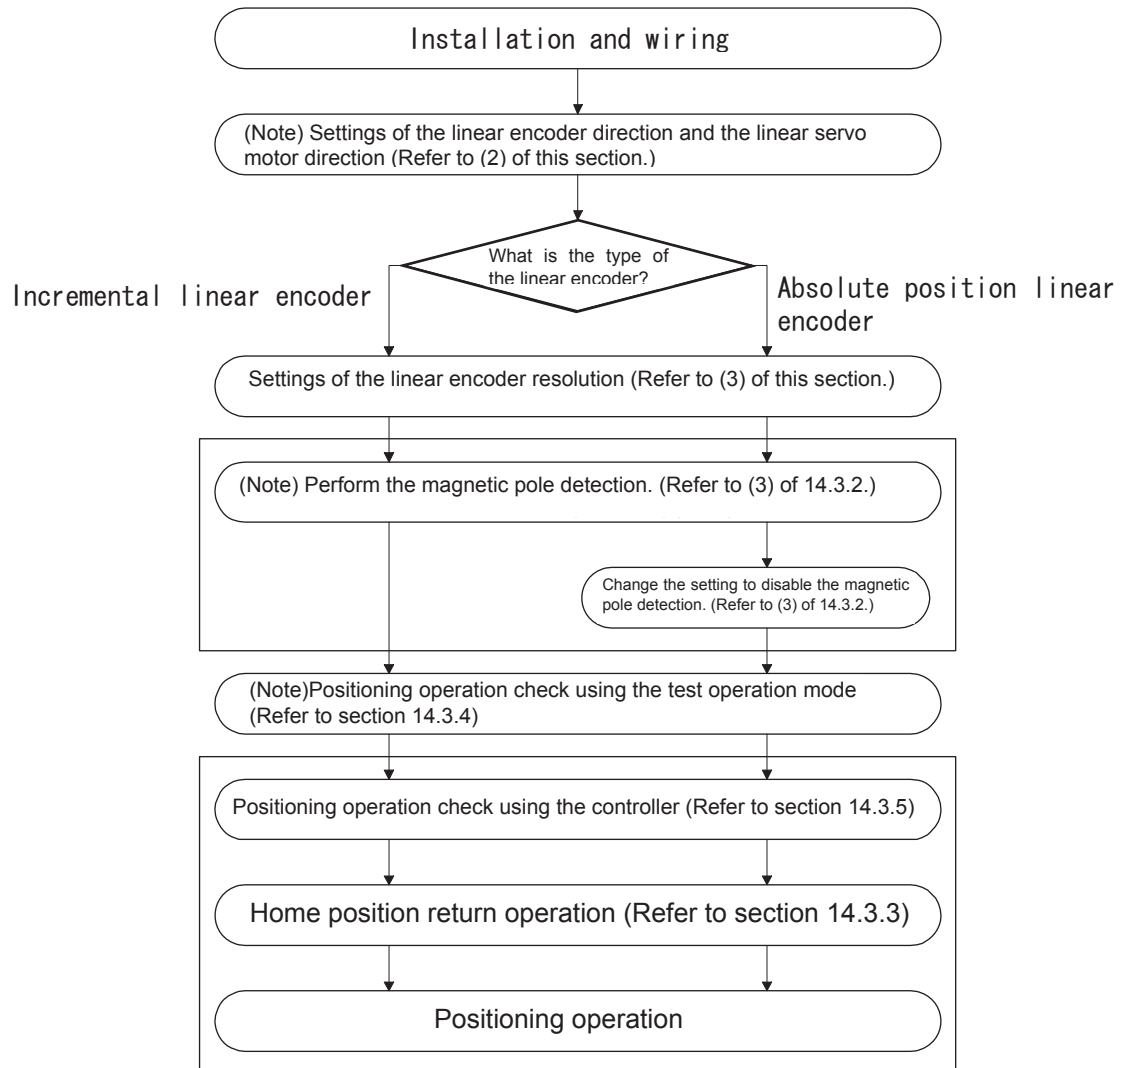 Installation and wiring
(Note) Settings of the linear encoder direction and the linear servo
motor direction (Refer to (2) of this section.)
What is the type of
the linear encoder?
Incremental linear encoder
Absolute position linear
encoder
Settings of the linear encoder resolution (Refer to (3) of this section.)
(Note) Perform the magnetic pole detection. (Refer to (3) of 14.3.2.)
Change the setting to disable the magnetic
pole detection. (Refer to (3) of 14.3.2.)
(Note)Positioning operation check using the test operation mode
(Refer to section 14.3.4)
Positioning operation check using the controller (Refer to section 14.3.5)
Home position return operation (Refer to section 14.3.3)
Positioning operation